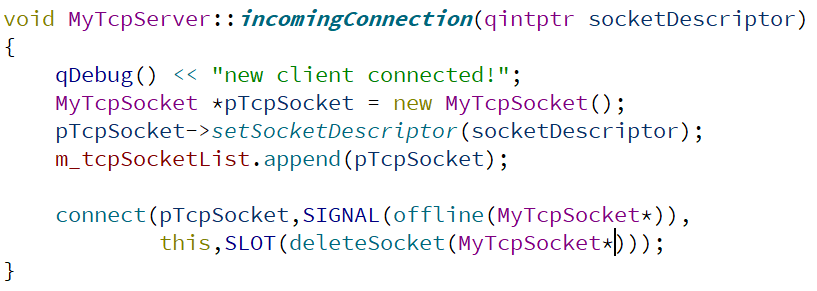 void MyTcpServer::incomingConnection(qintptr socketDescriptor)
{
    qDebug() << "new client connected!";
    MyTcpSocket *pTcpSocket = new MyTcpSocket();
    pTcpSocket->setSocketDescriptor(socketDescriptor);
    m_tcpSocketList.append(pTcpSocket);

    connect(pTcpSocket,SIGNAL(offline(MyTcpSocket*)),
            this,SLOT(deleteSocket(MyTcpSocket*)));
}